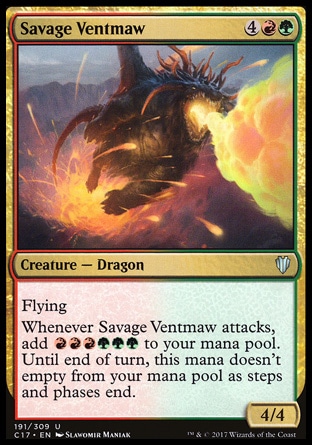 Savage Ventmaw 4
Creature — Dragon
Flying
Whenever Savage Ventmaw attacks,
add to your mana pool.
Until end of turn, this mana doesn't
empty from your mana pool as steps
and phases end.
4/4
191/309 U
C17 • EN SLAWOMIR MANIAK ™ & © 2017 Wizards of the Coast